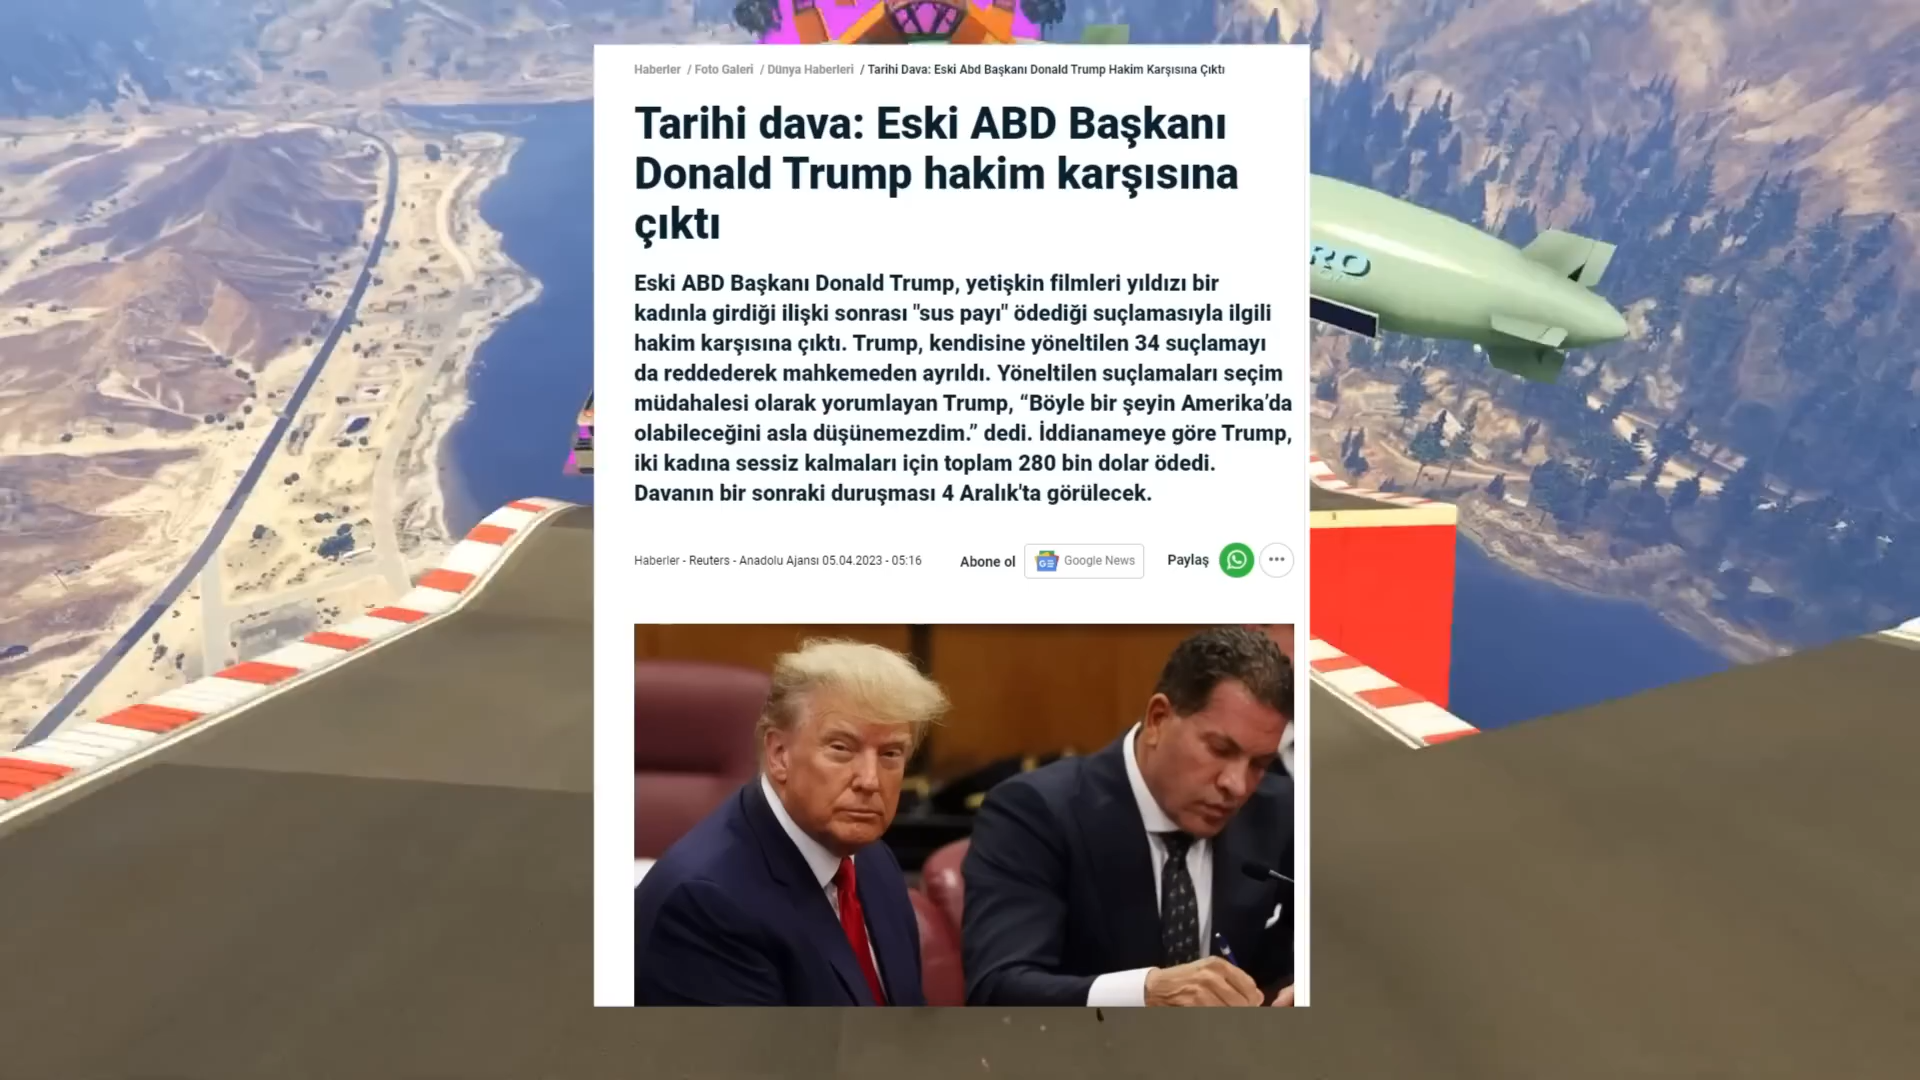 Haberler / Foto Galeri / Dünya Haberleri / Tarihi Dava: Eski Abd Başkanı Donald Trump Hakim Karşısına Çıktı
Tarihi dava: Eski ABD Başkanı
Donald Trump hakim karşısına
çıktı
Eski ABD Başkanı Donald Trump, yetişkin filmleri yıldızı bir
kadınla girdiği ilişki sonrası "sus payı" ödediği suçlamasıyla ilgili
hakim karşısına çıktı. Trump, kendisine yöneltilen 34 suçlamayı
da reddederek mahkemeden ayrıldı. Yöneltilen suçlamaları seçim
müdahalesi olarak yorumlayan Trump, “Böyle bir şeyin Amerika’da
olabileceğini asla düşünemezdim.” dedi. İddianameye göre Trump,
iki kadına sessiz kalmaları için toplam 280 bin dolar ödedi.
Davanın bir sonraki duruşması 4 Aralık'ta görülecek.
Haberler - Reuters - Anadolu Ajansı 05.04.2023 - 05:16 Abone ol Google News Paylaş
RO